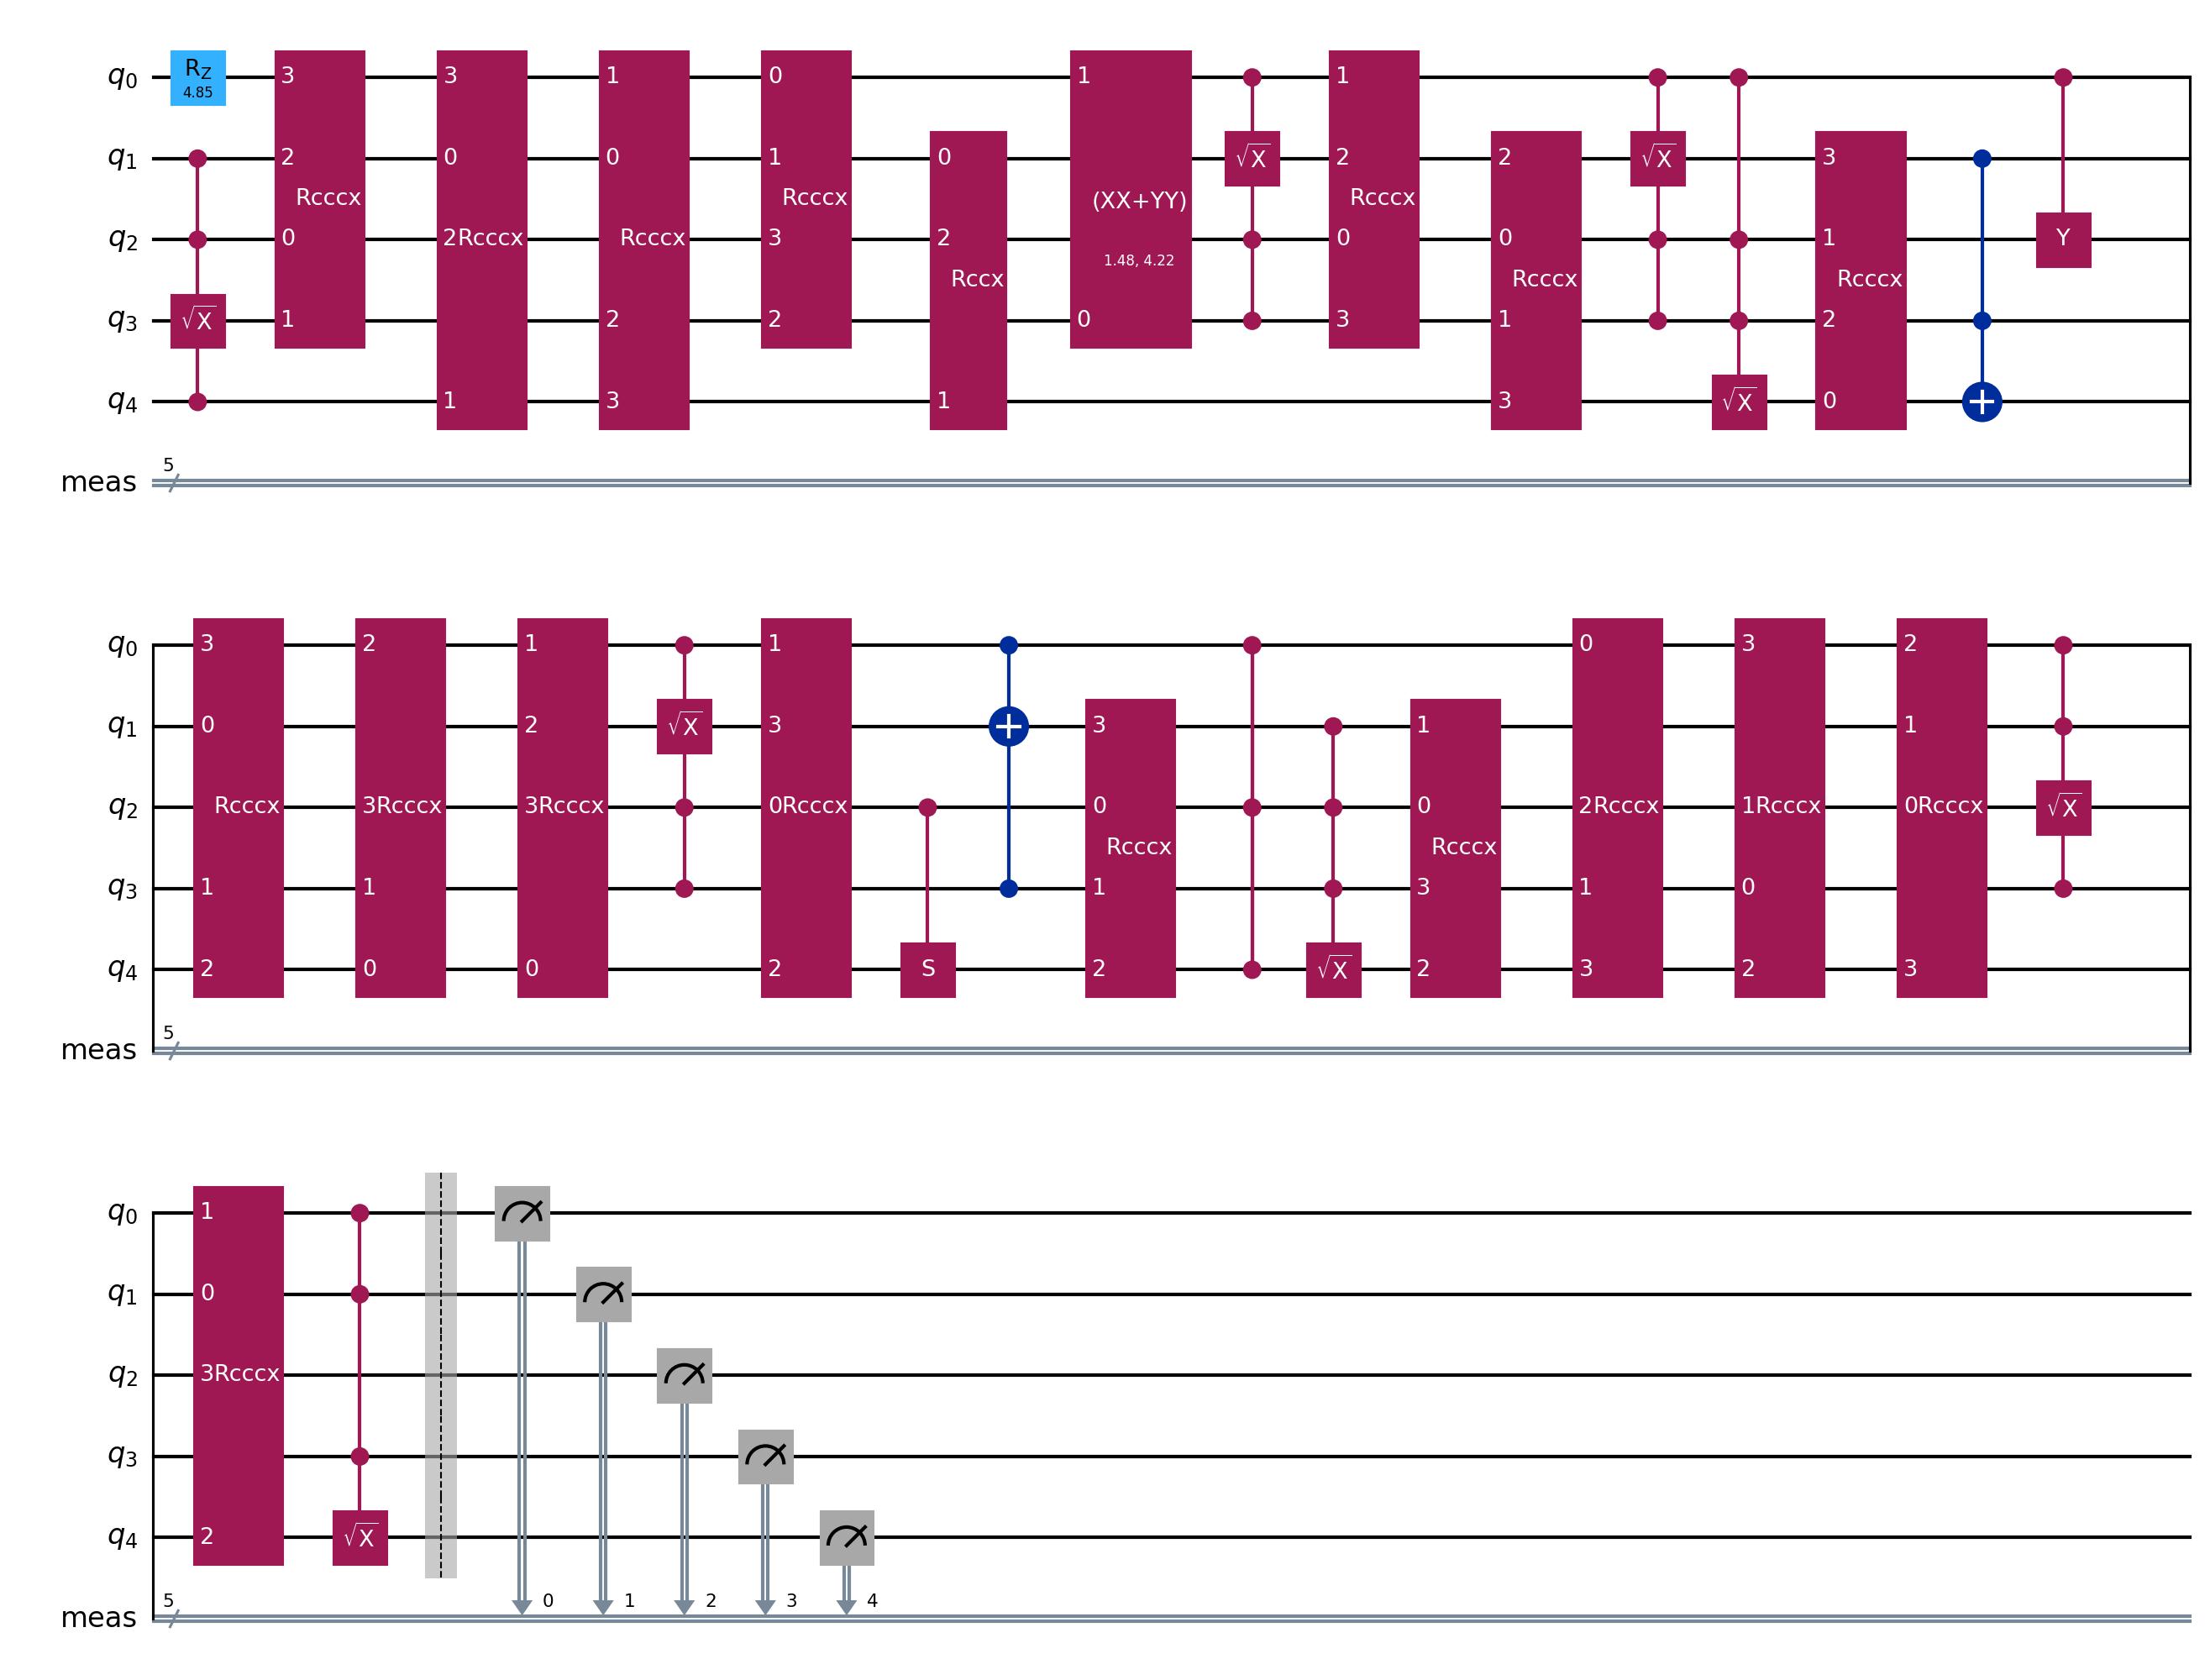 q0 RZ 4.85 3 3 1 0 1 1
q1 2 0 0 1 0 √X 2 2 √X 3
Rcccx Rcccx (XX+YY) Rcccx
q2 0 2Rcccx Rcccx 3 2 0 0 1 Y
Rccx 1.48, 4.22 Rcccx Rcccx
q3 √X 1 2 2 0 3 1 2
q4 1 3 1 3 √X 0
meas 5
q0 3 2 1 1 0 3 2
q1 0 2 √X 3 3 1 1
q2 Rcccx 3Rcccx 3Rcccx 0Rcccx 0 0 2Rcccx 1Rcccx 0Rcccx √X
Rcccx Rcccx
q3 1 1 1 3 1 0
q4 2 0 0 2 S 2 √X 2 3 2 3
meas 5
q0 1
q1 0
q2 3Rcccx
q3
q4 2 √X
meas 5 0 1 2 3 4